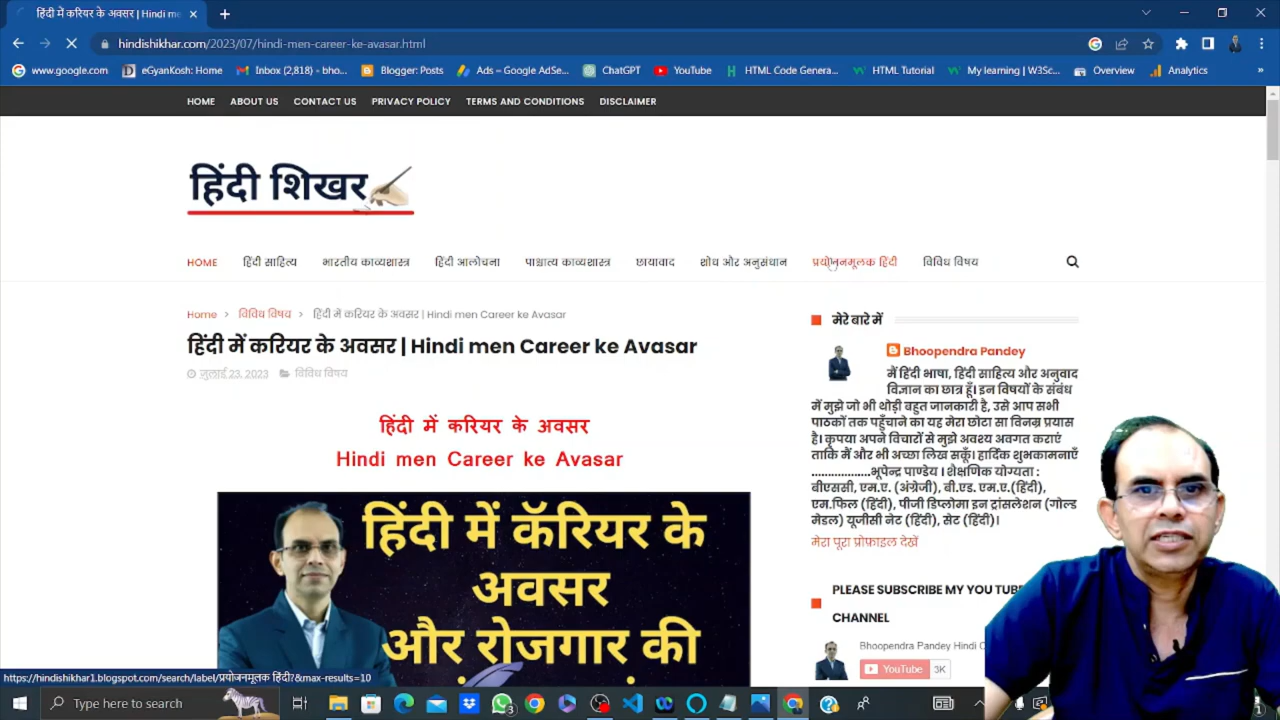 हिंदी में करियर के अवसर | Hindi me
hindishikhar.com/2023/07/hindi-men-career-ke-avasar.html
www.google.com eGyanKosh: Home Inbox (2,818) - bho... Blogger: Posts Ads – Google AdSe... ChatGPT YouTube HTML Code Genera... HTML Tutorial My learning | W3Sc... Overview Analytics »
HOME ABOUT US CONTACT US PRIVACY POLICY TERMS AND CONDITIONS DISCLAIMER
हिंदी शिखर
HOME हिंदी साहित्य भारतीय काव्यशास्त्र हिंदी आलोचना पाश्चात्य काव्यशास्त्र छायावाद शोध और अनुसंधान प्रयोजनमूलक हिंदी विविध विषय
Home > विविध विषय > हिंदी में करियर के अवसर | Hindi men Career ke Avasar
हिंदी में करियर के अवसर | Hindi men Career ke Avasar
जुलाई 23, 2023 विविध विषय
हिंदी में करियर के अवसर
Hindi men Career ke Avasar
हिंदी में कॅरियर के
अवसर
और रोजगार की
मेरे बारे में
Bhoopendra Pandey
मैं हिंदी भाषा, हिंदी साहित्य और अनुवाद
विज्ञान का छात्र हूँ। इन विषयों के संबंध
में मुझे जो भी थोड़ी बहुत जानकारी है, उसे आप सभी
पाठकों तक पहुँचाने का यह मेरा छोटा सा विनम्र प्रयास
है। कृपया अपने विचारों से मुझे अवश्य अवगत कराएं
ताकि मैं और भी अच्छा लिख सकूँ। हार्दिक शुभकामनाएँ
..................भूपेन्द्र पाण्डेय । शैक्षणिक योग्यता :
बीएससी, एम.ए. (अंग्रेजी), बी.एड. एम.ए.(हिंदी),
एम.फिल (हिंदी), पीजी डिप्लोमा इन ट्रांसलेशन (गोल्ड
मेडल) यूजीसी नेट (हिंदी), सेट (हिंदी)।
मेरा पूरा प्रोफ़ाइल देखें
PLEASE SUBSCRIBE MY YOU TUB
CHANNEL
Bhoopendra Pandey Hindi C
YouTube 3K
https://hindishikhar1.blogspot.com/search/label/प्रयोजनमूलक हिंदी?&max-results=10
Type here to search
3
1